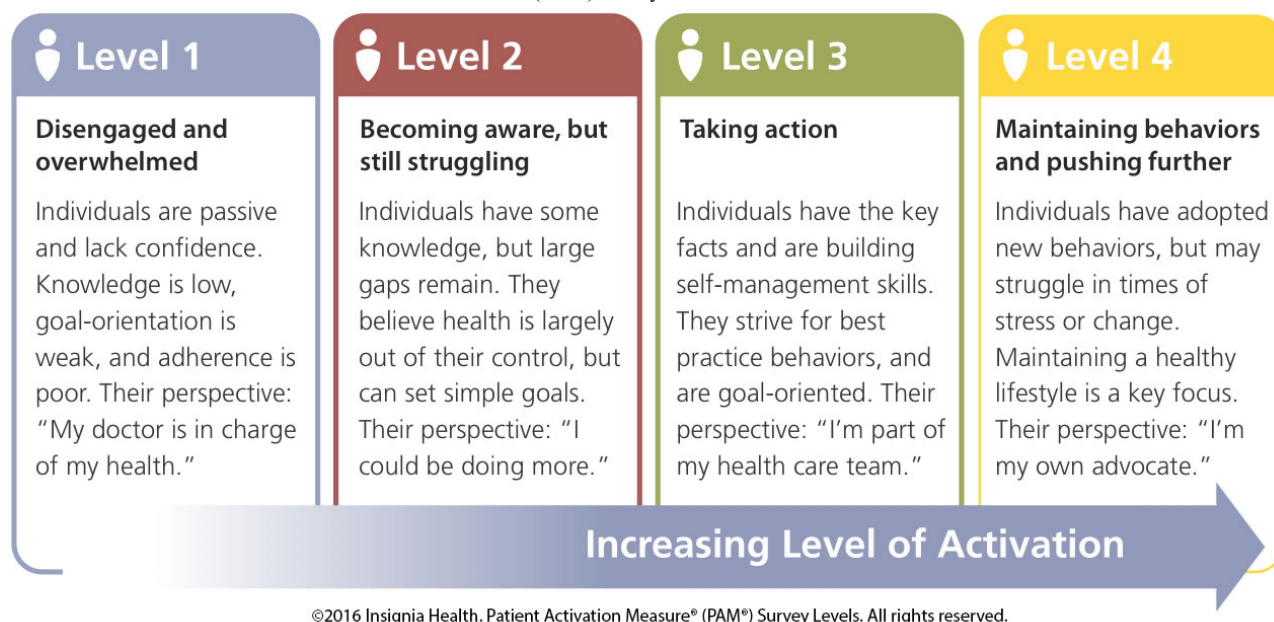 Level 1
Disengaged and
overwhelmed
Individuals are passive
and lack confidence.
Knowledge is low,
goal-orientation is
weak, and adherence is
poor. Their perspective:
“My doctor is in charge
of my health.”
Level 2
Becoming aware, but
still struggling
Individuals have some
knowledge, but large
gaps remain. They
believe health is largely
out of their control, but
can set simple goals.
Their perspective: “I
could be doing more.”
Level 3
Taking action
Individuals have the key
facts and are building
self-management skills.
They strive for best
practice behaviors, and
are goal-oriented. Their
perspective: “I’m part of
my health care team.”
Level 4
Maintaining behaviors
and pushing further
Individuals have adopted
new behaviors, but may
struggle in times of
stress or change.
Maintaining a healthy
lifestyle is a key focus.
Their perspective: “I’m
my own advocate.”
Increasing Level of Activation
©2016 Insignia Health. Patient Activation Measure® (PAM®) Survey Levels. All rights reserved.